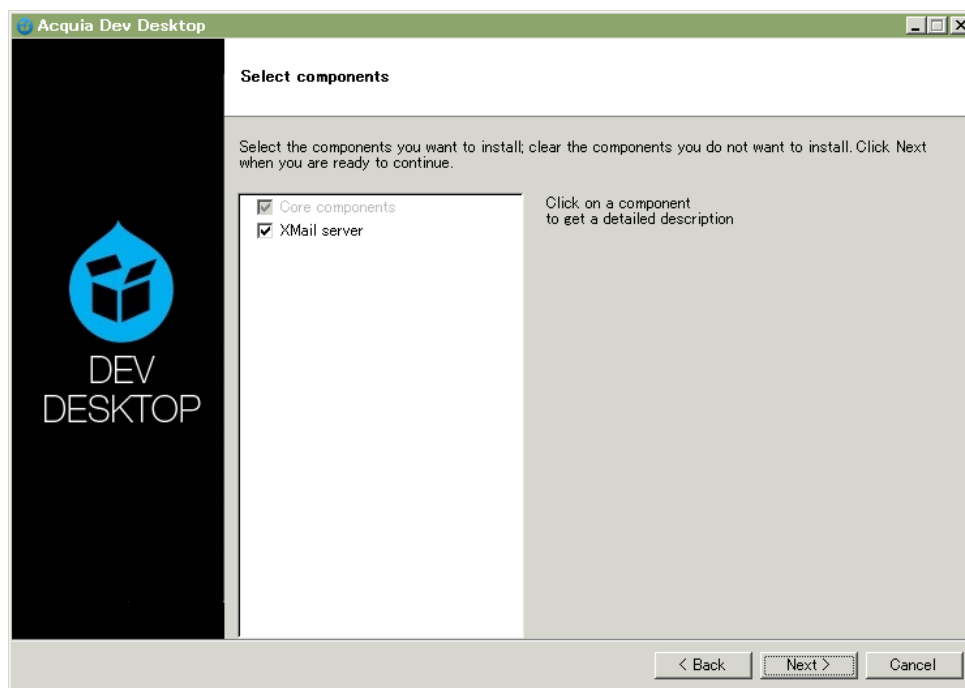 Acquia Dev Desktop
Select components
Select the components you want to install; clear the components you do not want to install. Click Next
when you are ready to continue.
Core components
XMail server
Click on a component
to get a detailed description
DEV
DESKTOP
< Back
Next >
Cancel